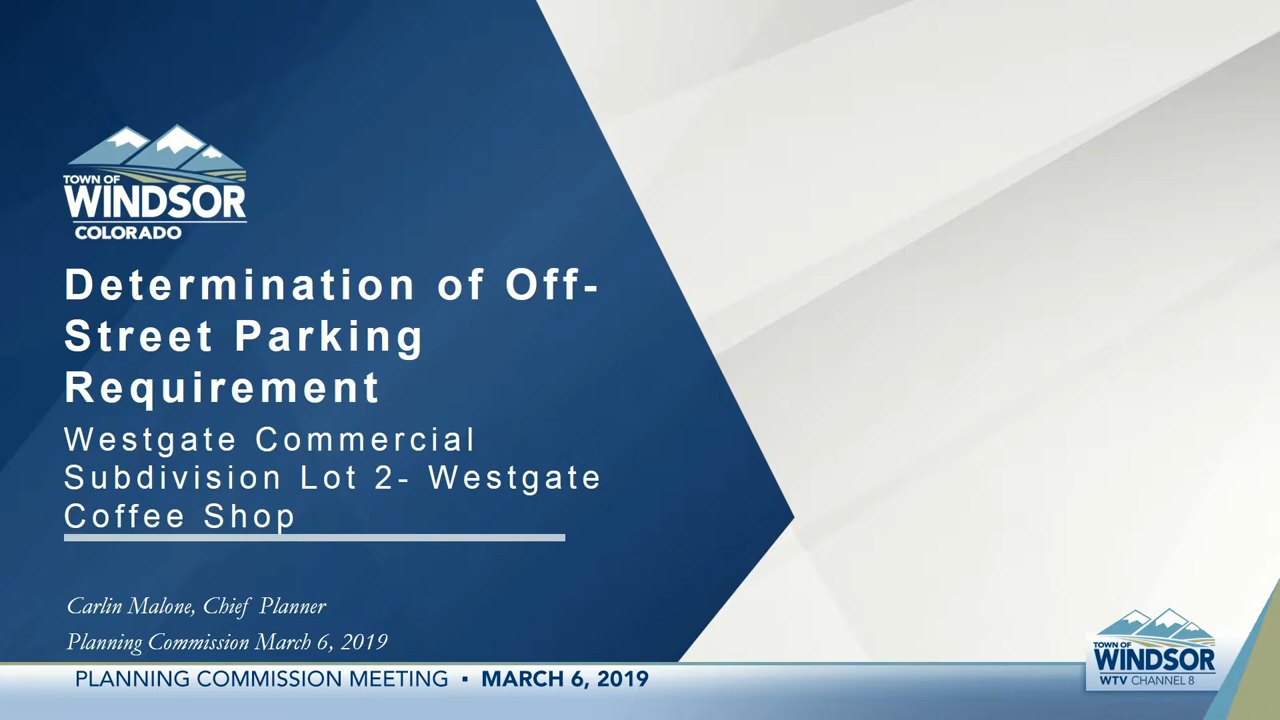 TOWN OF
WINDSOR
COLORADO
Determination of Off-
Street Parking
Requirement
Westgate Commercial
Subdivision Lot 2- Westgate
Coffee Shop
Carlin Malone, Chief Planner
Planning Commission March 6, 2019
PLANNING COMMISSION MEETING ▪ MARCH 6, 2019
TOWN OF
WINDSOR
WTV CHANNEL 8